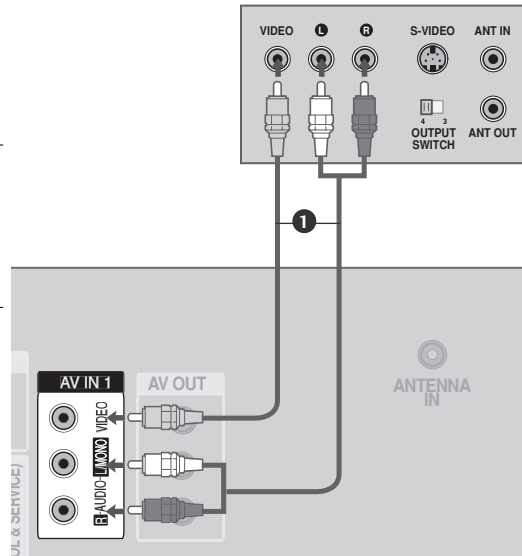 VIDEO L R S-VIDEO ANT IN
4 3
OUTPUT
SWITCH
ANT OUT
1
AV IN 1
AV OUT
VIDEO
L/MONO
AUDIO
R
ANTENNA
IN
& SERVICE)